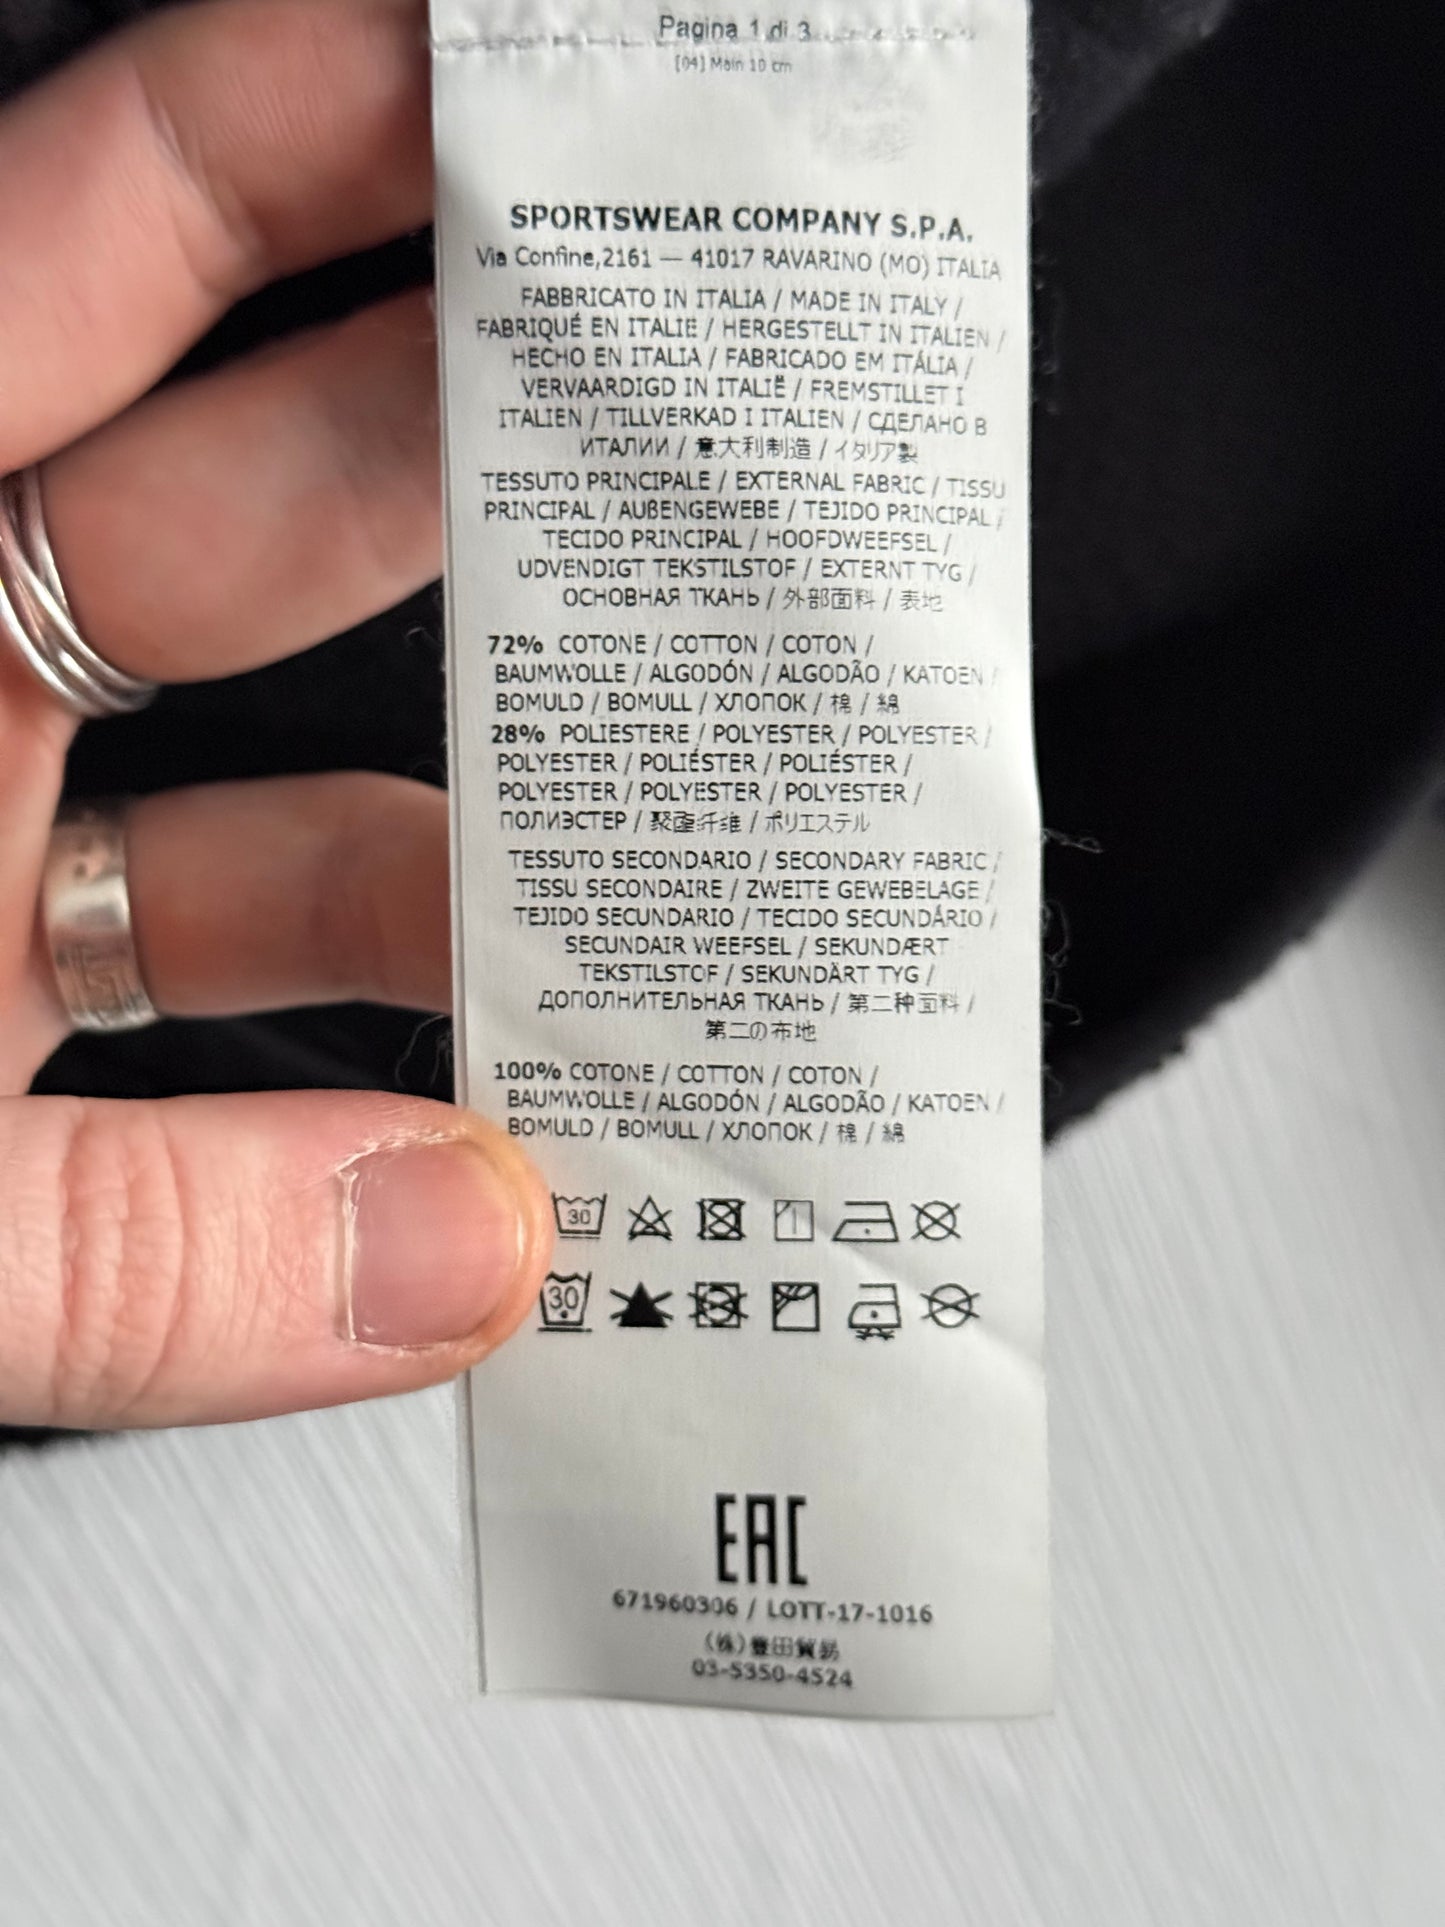 Pagina 1 di 3
[04] Main 10 cm
SPORTSWEAR COMPANY S.P.A.
Via Confine,2161 — 41017 RAVARINO (MO) ITALIA
FABBRICATO IN ITALIA / MADE IN ITALY /
FABRIQUÉ EN ITALIE / HERGESTELLT IN ITALIEN /
HECHO EN ITALIA / FABRICADO EM ITÁLIA /
VERVAARDIGD IN ITALIË / FREMSTILLET I
ITALIEN / TILLVERKAD I ITALIEN / СДЕЛАНО В
ИТАЛИИ / 意大利制造 / イタリア製
TESSUTO PRINCIPALE / EXTERNAL FABRIC / TISSU
PRINCIPAL / AUßENGEWEBE / TEJIDO PRINCIPAL /
TECIDO PRINCIPAL / HOOFDWEEFSEL /
UDVENDIGT TEKSTILSTOF / EXTERNT TYG /
ОСНОВНАЯ ТКАНЬ / 外部面料 / 表地
72% COTONE / COTTON / COTON /
BAUMWOLLE / ALGODÓN / ALGODÃO / KATOEN /
BOMULD / BOMULL / ХЛОПОК / 棉 / 綿
28% POLIESTERE / POLYESTER / POLYESTER /
POLYESTER / POLIÉSTER / POLIÉSTER /
POLYESTER / POLYESTER / POLYESTER /
ПОЛИЭСТЕР / 聚酯纤维 / ポリエステル
TESSUTO SECONDARIO / SECONDARY FABRIC /
TISSU SECONDAIRE / ZWEITE GEWEBELAGE /
TEJIDO SECUNDARIO / TECIDO SECUNDÁRIO /
SECUNDAIR WEEFSEL / SEKUNDÆRT
TEKSTILSTOF / SEKUNDÄRT TYG /
ДОПОЛНИТЕЛЬНАЯ ТКАНЬ / 第二种面料 /
第二の布地
100% COTONE / COTTON / COTON /
BAUMWOLLE / ALGODÓN / ALGODÃO / KATOEN /
BOMULD / BOMULL / ХЛОПОК / 棉 / 綿
30
30
EAC
671960306 / LOTT-17-1016
(株)豊田貿易
03-5350-4524